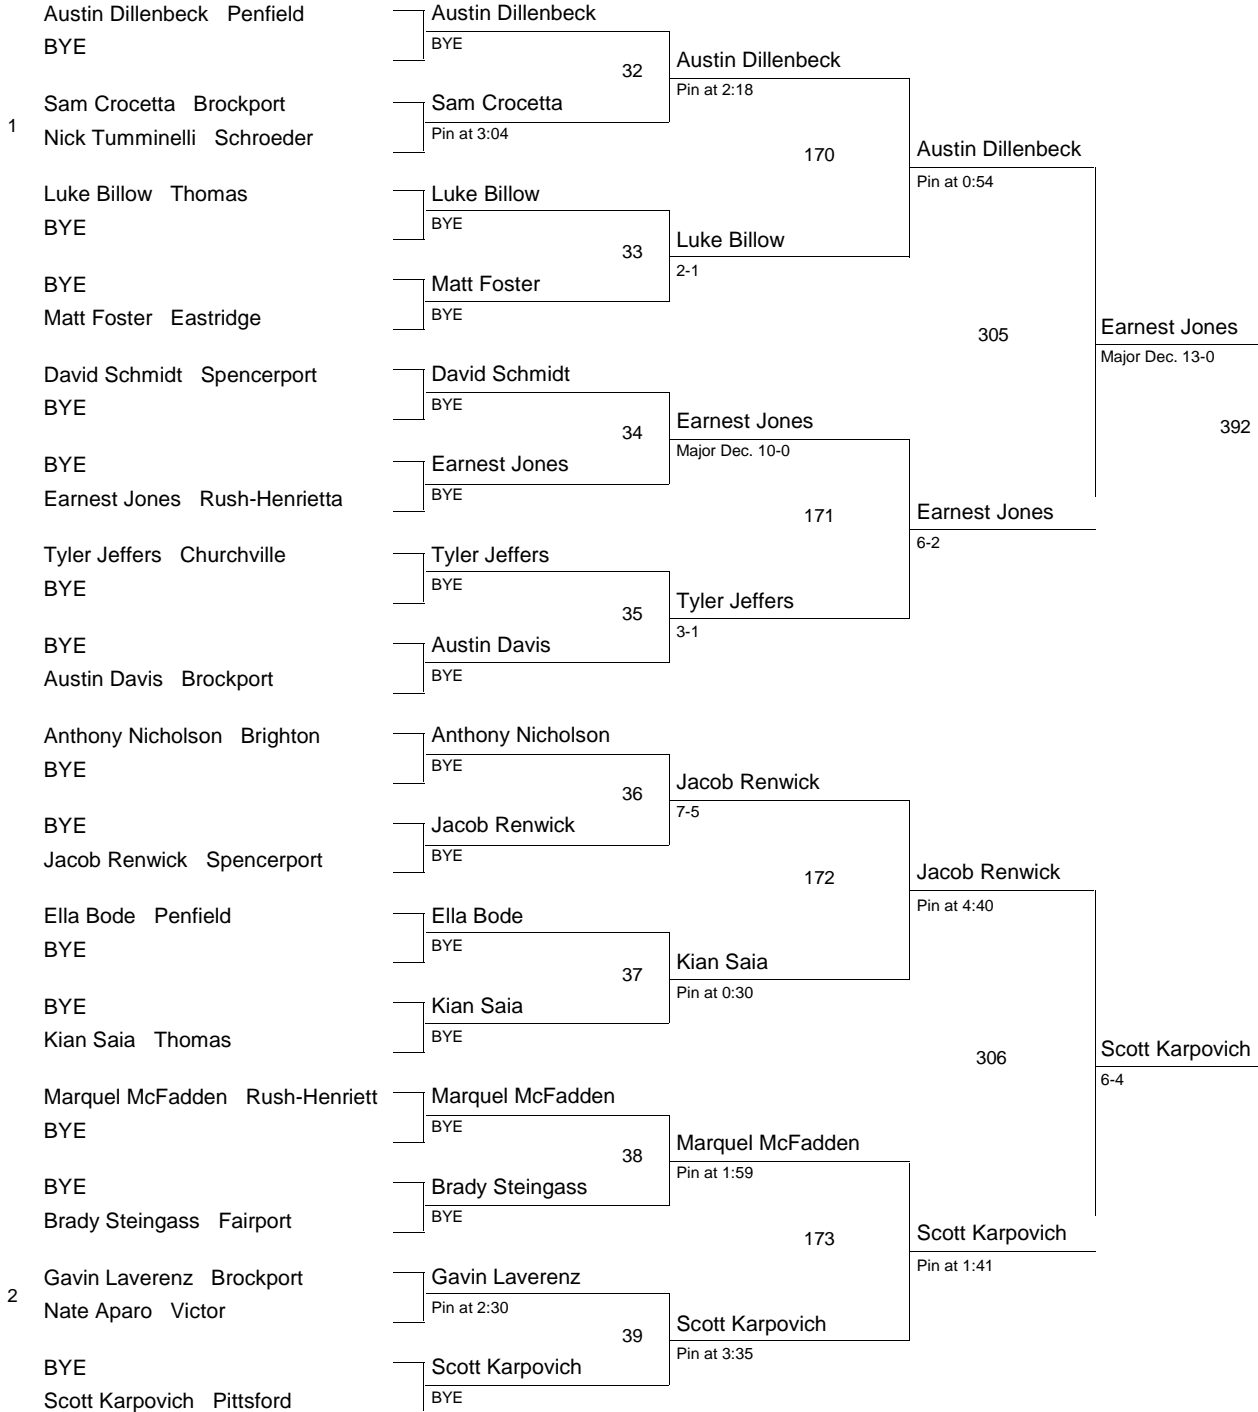 Austin Dillenbeck Penfield
BYE
1
Sam Crocetta Brockport
Nick Tumminelli Schroeder
Luke Billow Thomas
BYE
BYE
Matt Foster Eastridge
David Schmidt Spencerport
BYE
BYE
Earnest Jones Rush-Henrietta
Tyler Jeffers Churchville
BYE
BYE
Austin Davis Brockport
Anthony Nicholson Brighton
BYE
BYE
Jacob Renwick Spencerport
Ella Bode Penfield
BYE
BYE
Kian Saia Thomas
Marquel McFadden Rush-Henriett
BYE
BYE
Brady Steingass Fairport
2
Gavin Laverenz Brockport
Nate Aparo Victor
BYE
Scott Karpovich Pittsford
Austin Dillenbeck
BYE
32
Sam Crocetta
Pin at 3:04
Luke Billow
BYE
33
Matt Foster
BYE
David Schmidt
BYE
34
Earnest Jones
BYE
Tyler Jeffers
BYE
35
Austin Davis
BYE
Anthony Nicholson
BYE
36
Jacob Renwick
BYE
Ella Bode
BYE
37
Kian Saia
BYE
Marquel McFadden
BYE
38
Brady Steingass
BYE
Gavin Laverenz
Pin at 2:30
39
Scott Karpovich
BYE
Austin Dillenbeck
Pin at 2:18
170
Luke Billow
2-1
Earnest Jones
Major Dec. 10-0
171
Tyler Jeffers
3-1
Jacob Renwick
7-5
172
Kian Saia
Pin at 0:30
Marquel McFadden
Pin at 1:59
173
Scott Karpovich
Pin at 3:35
Austin Dillenbeck
Pin at 0:54
305
Earnest Jones
6-2
Jacob Renwick
Pin at 4:40
306
Scott Karpovich
Pin at 1:41
Earnest Jones
Major Dec. 13-0
392
Scott Karpovich
6-4